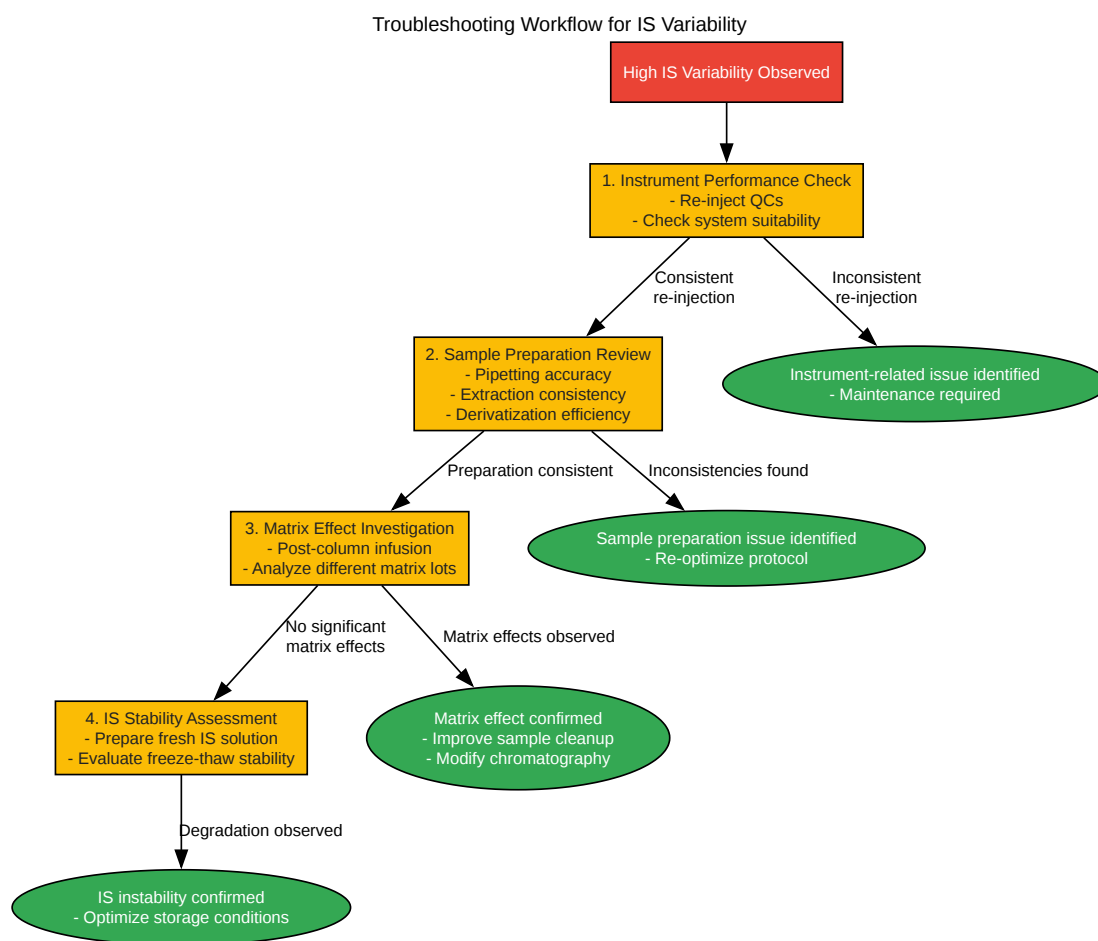 Troubleshooting Workflow for IS Variability
High IS Variability Observed
1. Instrument Performance Check
- Re-inject QCs
- Check system suitability
Consistent
re-injection
Inconsistent
re-injection
2. Sample Preparation Review
- Pipetting accuracy
- Extraction consistency
- Derivatization efficiency
Instrument-related issue identified
- Maintenance required
Preparation consistent
Inconsistencies found
3. Matrix Effect Investigation
- Post-column infusion
- Analyze different matrix lots
Sample preparation issue identified
- Re-optimize protocol
No significant
matrix effects
Matrix effects observed
4. IS Stability Assessment
- Prepare fresh IS solution
- Evaluate freeze-thaw stability
Matrix effect confirmed
- Improve sample cleanup
- Modify chromatography
Degradation observed
IS instability confirmed
- Optimize storage conditions